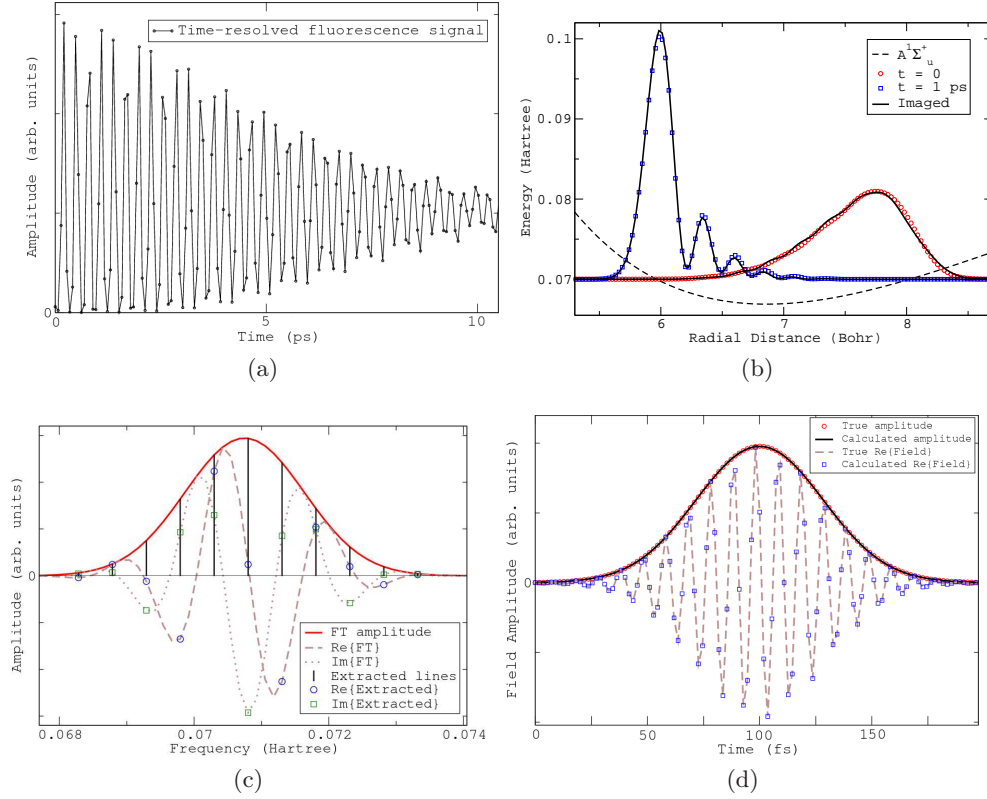 Time-resolved fluorescence signal
Amplitude (arb. units)
0
0
5
10
Time (ps)
(a)
0.1
0.09
0.08
0.07
Energy (Hartree)
A¹Σ⁺ᵤ
t = 0
t = 1 ps
Imaged
6
7
8
Radial Distance (Bohr)
(b)
Amplitude (arb. units)
0
FT amplitude
Re{FT}
Im{FT}
Extracted lines
Re{Extracted}
Im{Extracted}
0.068
0.07
0.072
0.074
Frequency (Hartree)
(c)
Field Amplitude (arb. units)
0
True amplitude
Calculated amplitude
True Re{Field}
Calculated Re{Field}
0
50
100
150
Time (fs)
(d)